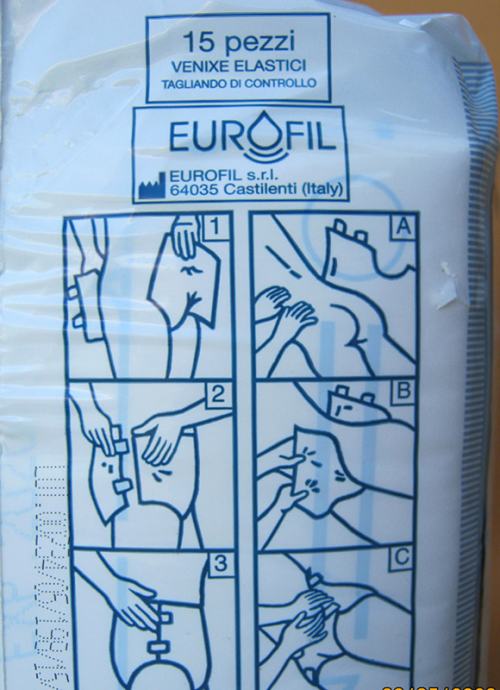 15 pezzi
VENIXE ELASTICI
TAGLIANDO DI CONTROLLO
EUROFIL
EUROFIL s.r.l.
64035 Castilenti (Italy)
1
A
2
B
3
C